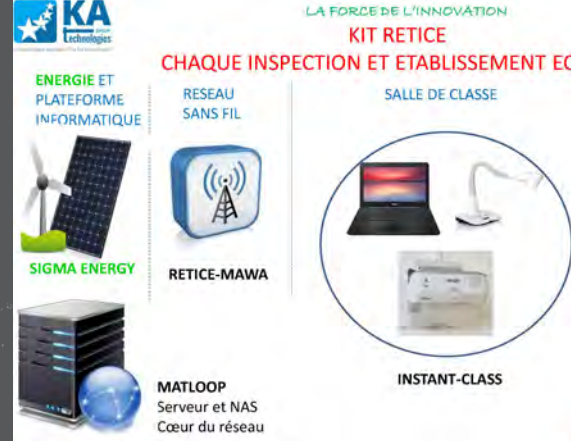 KA
Technologies
LA FORCE DE L'INNOVATION
KIT RETICE
CHAQUE INSPECTION ET ETABLISSEMENT
ENERGIE ET
PLATEFORME
INFORMATIQUE
RESEAU
SANS FIL
SALLE DE CLASSE
SIGMA ENERGY
RETICE-MAWA
INSTANT-CLASS
MATLOOP
Serveur et NAS
Cœur du réseau